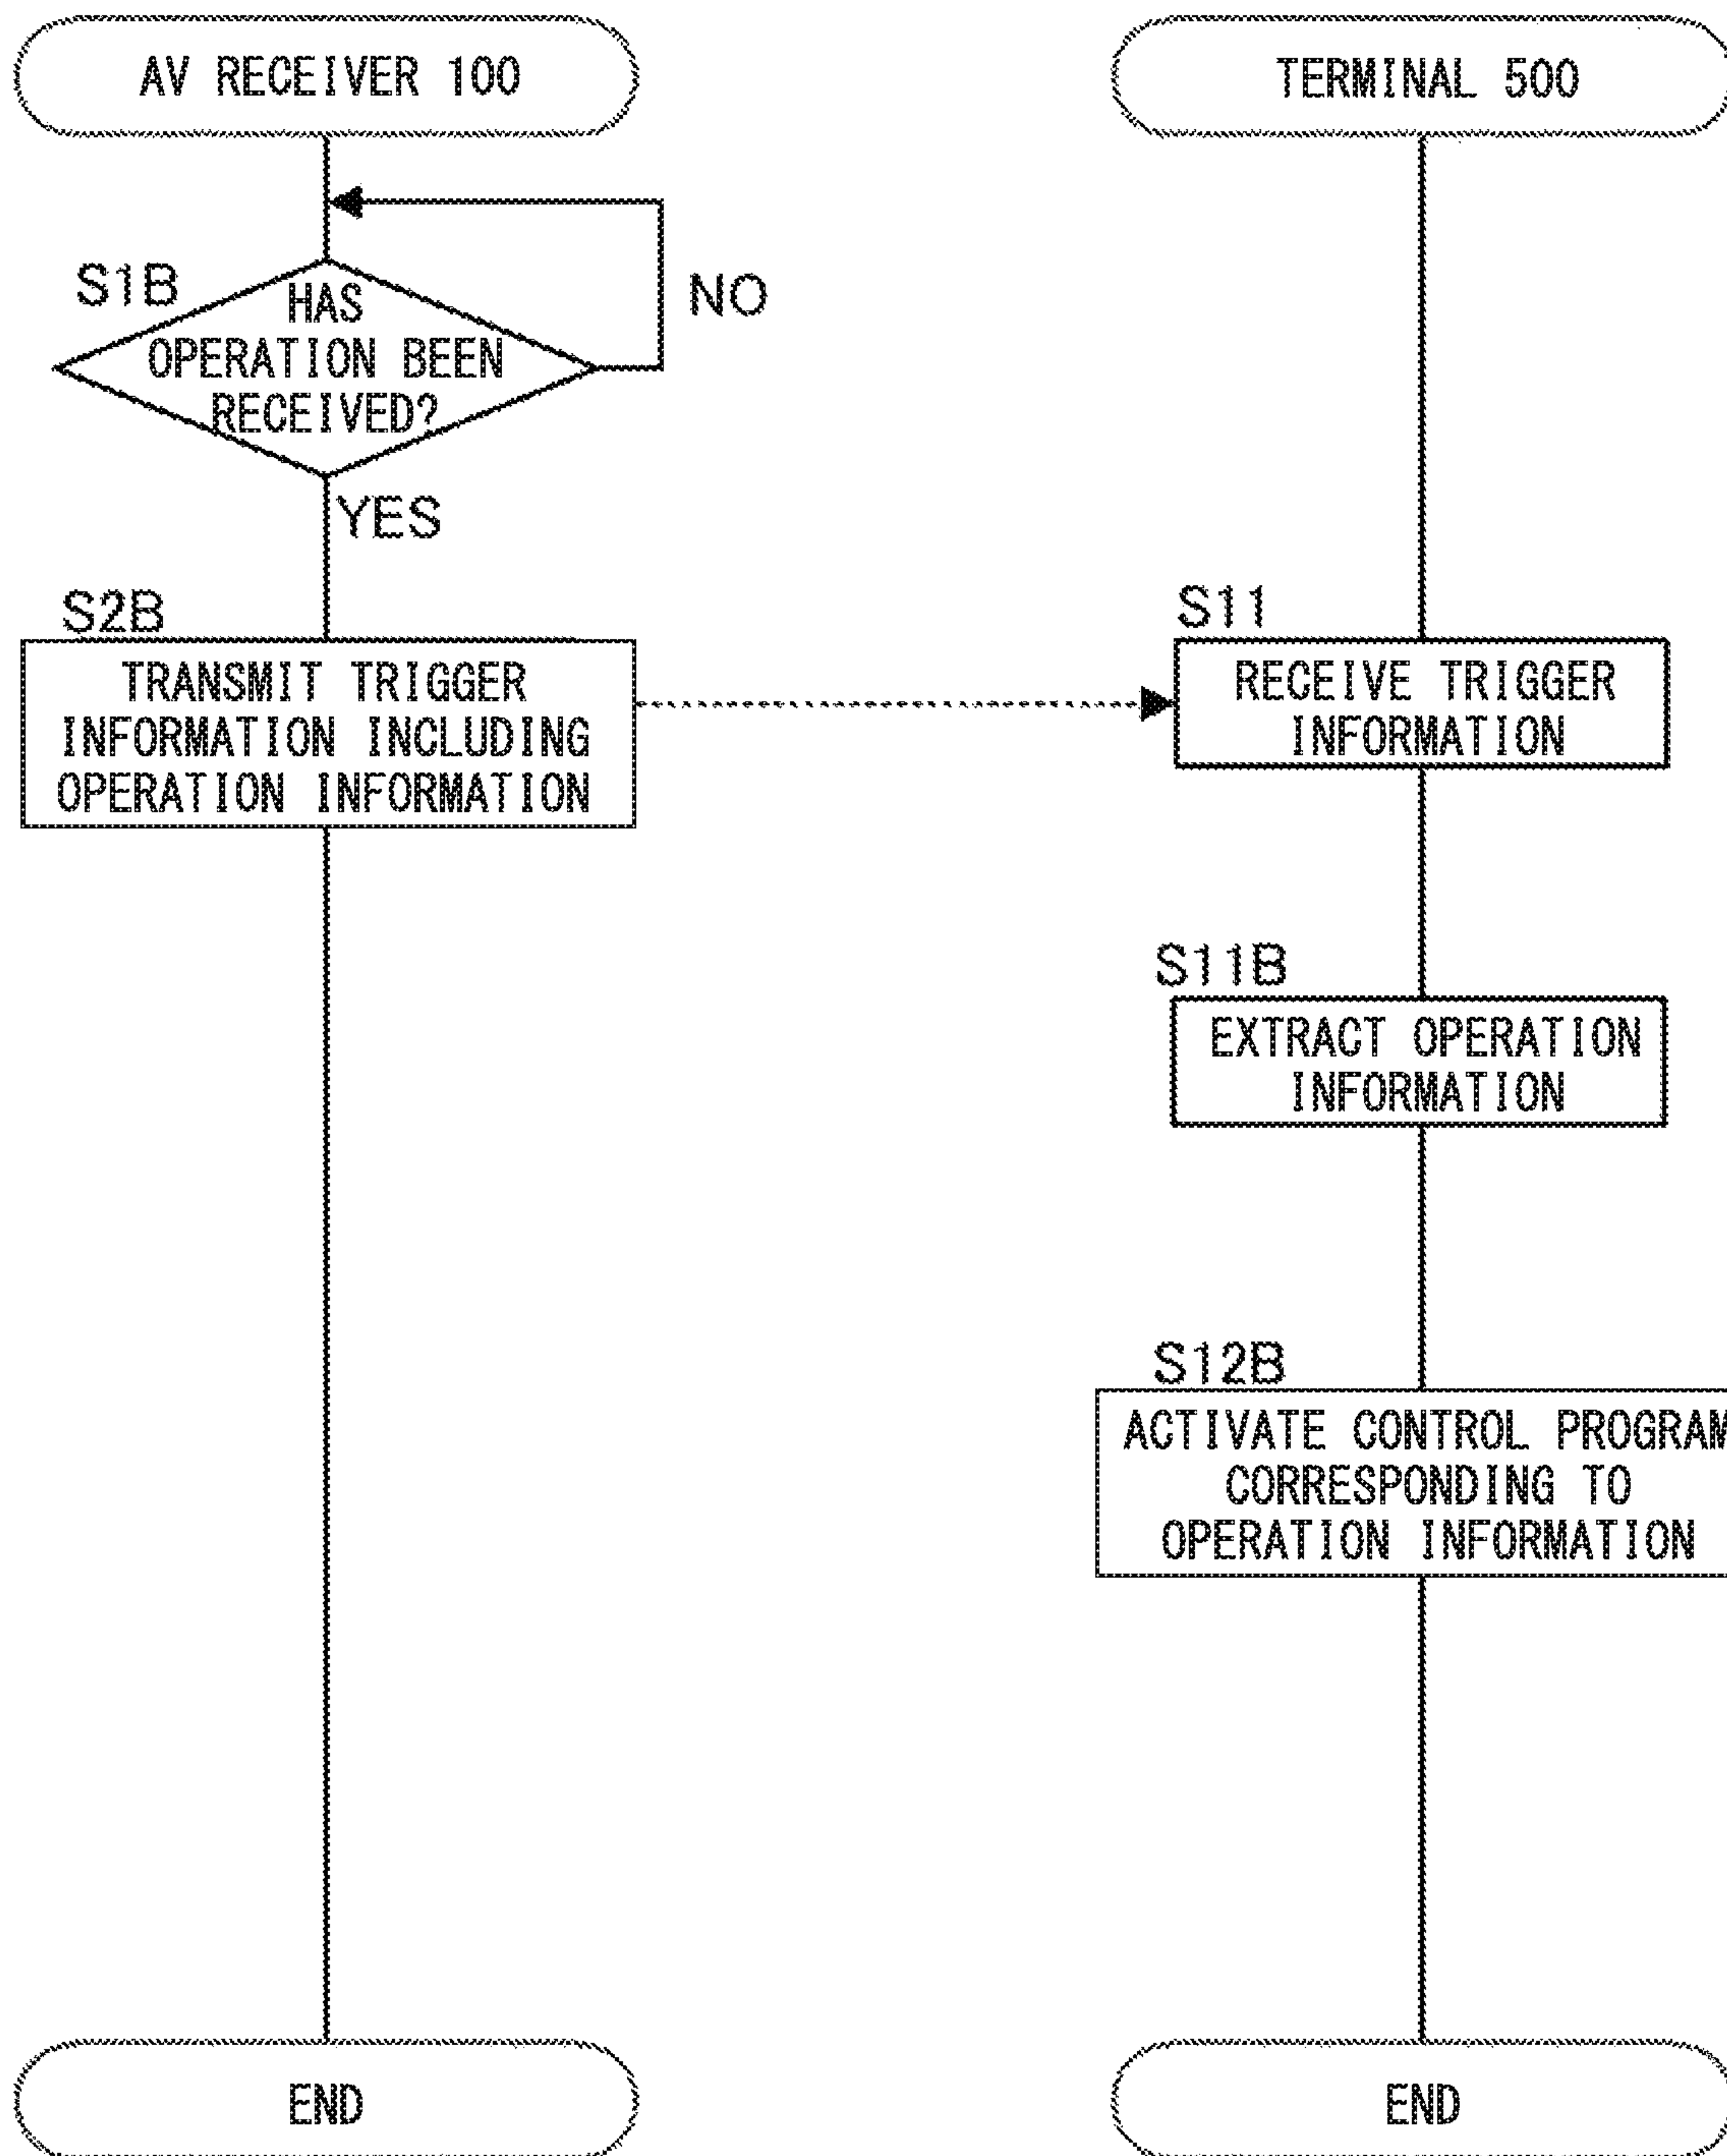 AV RECEIVER 100
TERMINAL 500
S1B
HAS
OPERATION BEEN
RECEIVED?
NO
YES
S2B
TRANSMIT TRIGGER
INFORMATION INCLUDING
OPERATION INFORMATION
S11
RECEIVE TRIGGER
INFORMATION
S11B
EXTRACT OPERATION
INFORMATION
S12B
ACTIVATE CONTROL PROGRAM
CORRESPONDING TO
OPERATION INFORMATION
END
END